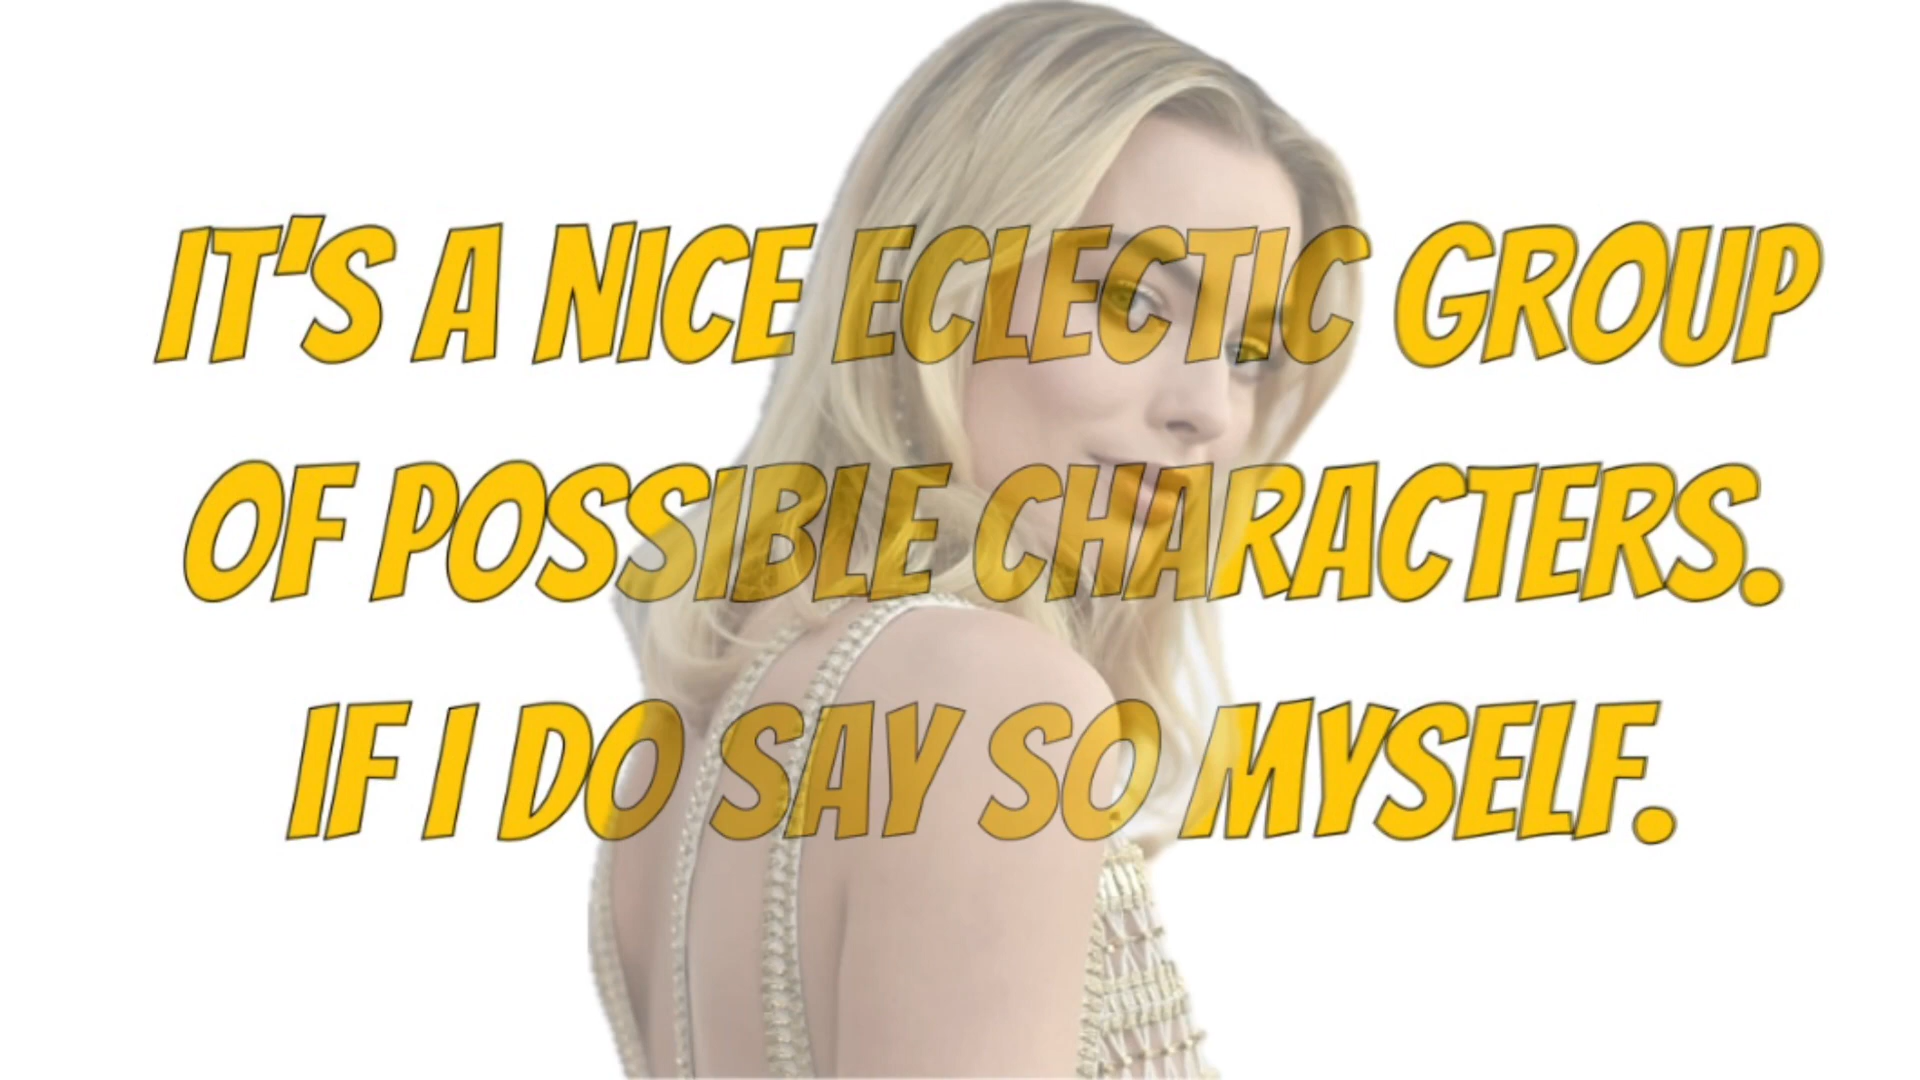 IT'S A NICE ECLECTIC GROUP
OF POSSIBLE CHARACTERS.
IF I DO SAY SO MYSELF.